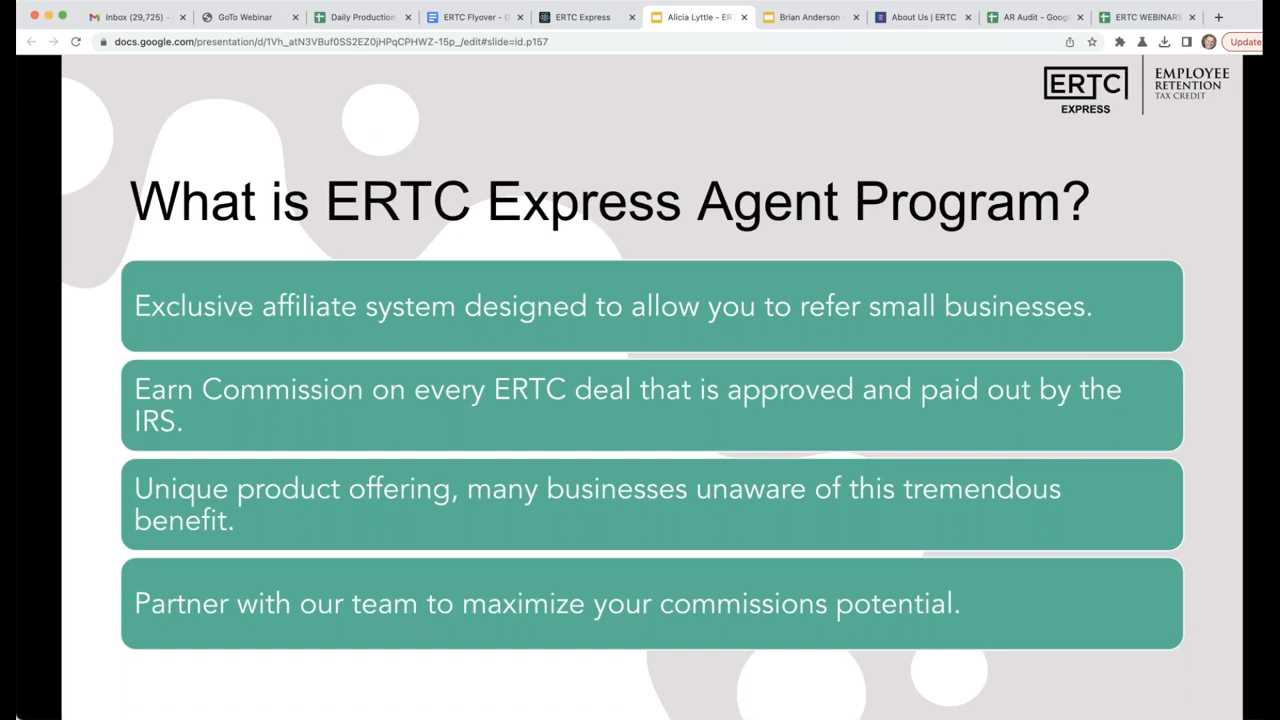 Inbox (29,725) -
GoTo Webinar
Daily Production
ERTC Flyover - G
ERTC Express
Alicia Lyttle - ER
Brian Anderson -
About Us | ERTC
AR Audit - Goog
ERTC WEBINARS
docs.google.com/presentation/d/1Vh_atN3VBuf0SS2EZ0jHPqCPHWZ-15p_/edit#slide=id.p157
Update
ERTC
EXPRESS
EMPLOYEE
RETENTION
TAX CREDIT
What is ERTC Express Agent Program?
Exclusive affiliate system designed to allow you to refer small businesses.
Earn Commission on every ERTC deal that is approved and paid out by the
IRS.
Unique product offering, many businesses unaware of this tremendous
benefit.
Partner with our team to maximize your commissions potential.